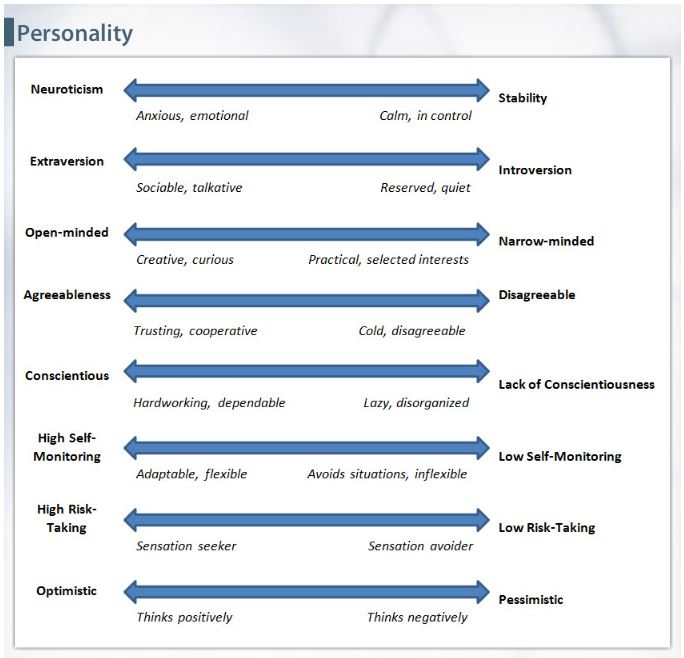 Personality
Neuroticism
Stability
Anxious, emotional
Calm, in control
Extraversion
Introversion
Sociable, talkative
Reserved, quiet
Open-minded
Narrow-minded
Creative, curious
Practical, selected interests
Agreeableness
Disagreeable
Trusting, cooperative
Cold, disagreeable
Conscientious
Lack of Conscientiousness
Hardworking, dependable
Lazy, disorganized
High Self-
Monitoring
Low Self-Monitoring
Adaptable, flexible
Avoids situations, inflexible
High Risk-
Taking
Low Risk-Taking
Sensation seeker
Sensation avoider
Optimistic
Pessimistic
Thinks positively
Thinks negatively